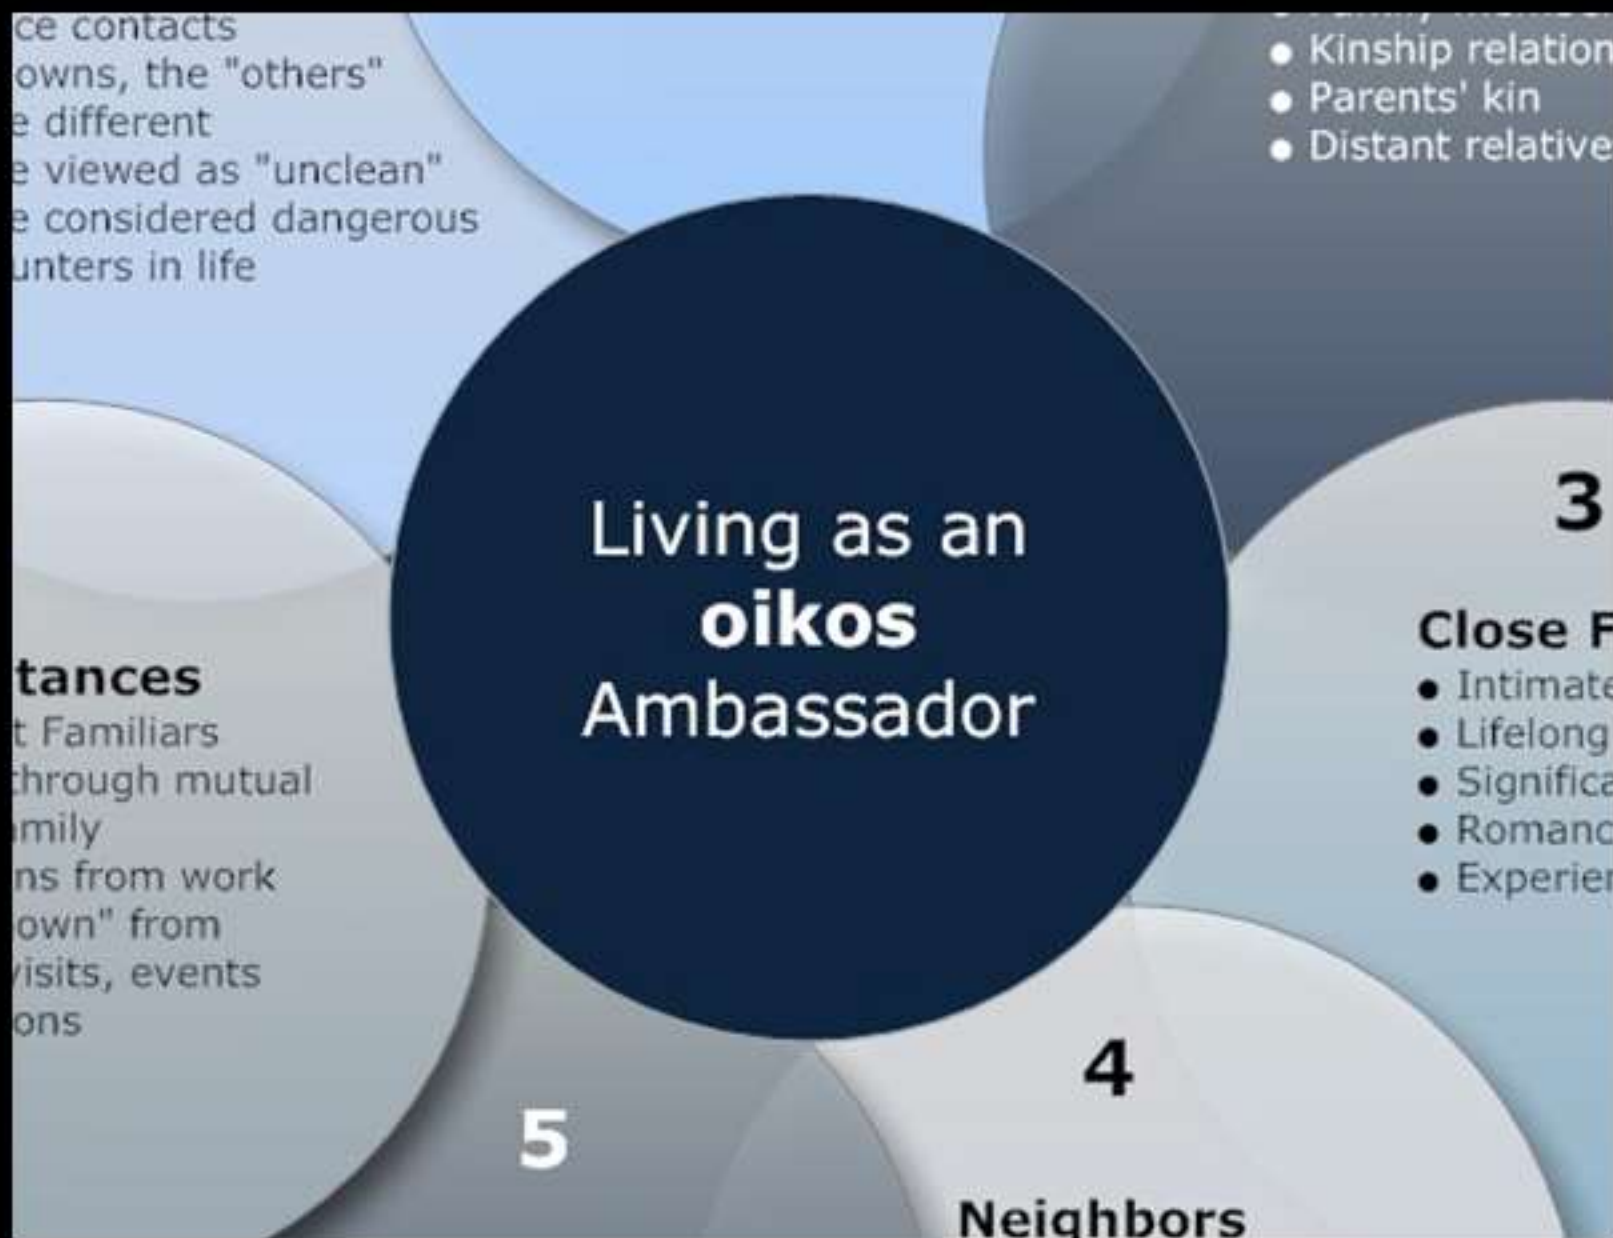 ce contacts
owns, the "others"
e different
e viewed as "unclean"
e considered dangerous
unters in life
● Kinship relation
● Parents' kin
● Distant relative
Living as an
oikos
Ambassador
3
Close F
● Intimate
● Lifelong
● Significa
● Romanc
● Experien
tances
t Familiars
through mutual
mily
ns from work
own" from
visits, events
ons
4
Neighbors
5